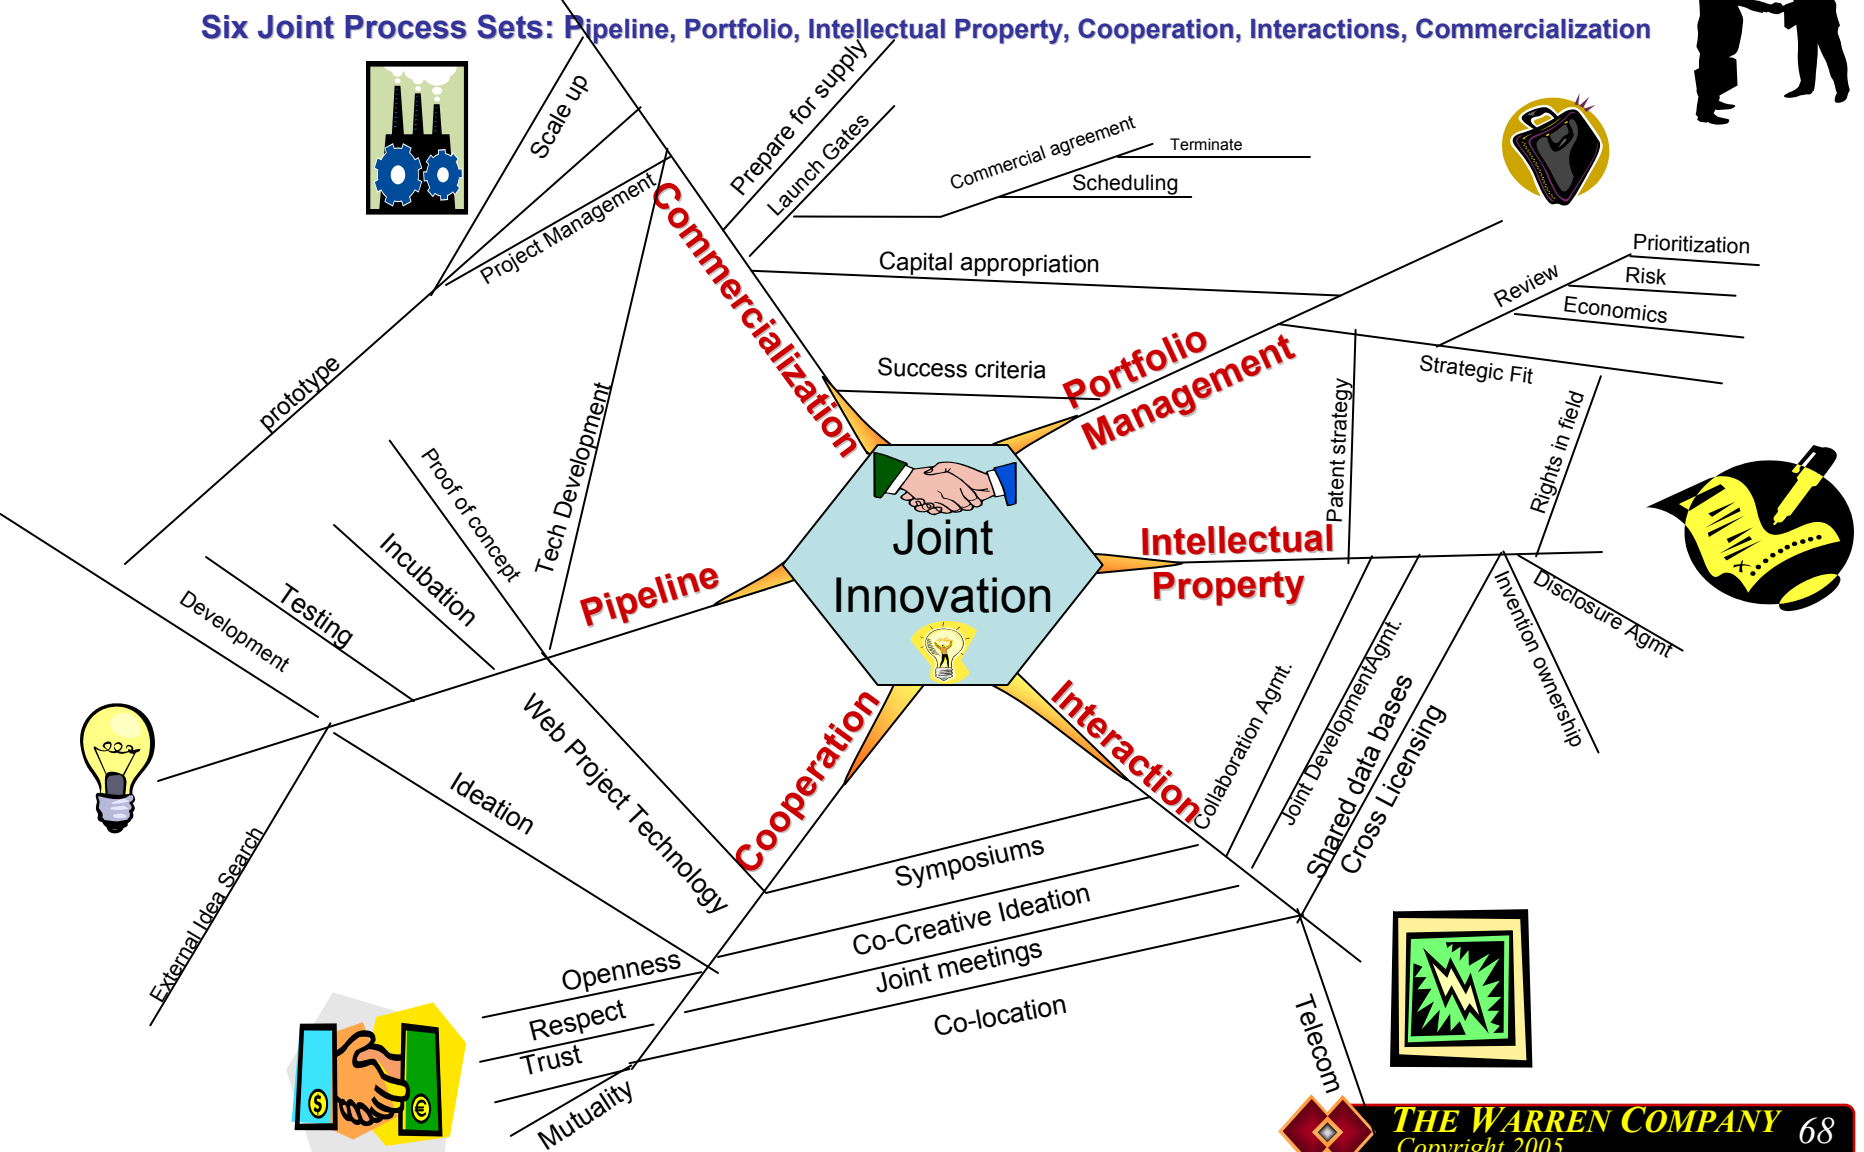 Six Joint Process Sets: Pipeline, Portfolio, Intellectual Property, Cooperation, Interactions, Commercialization
Scale up
Prepare for supply
Launch Gates
Commercial agreement
Terminate
Scheduling
Project Management
Commercialization
Capital appropriation
Success criteria
Portfolio
Management
Review
Prioritization
Risk
Economics
Strategic Fit
Patent strategy
Rights in field
prototype
Proof of concept
Tech Development
Incubation
Testing
Development
Pipeline
Joint
Innovation
Intellectual
Property
Disclosure Agmt
Invention ownership
Collaboration Agmt.
Joint DevelopmentAgmt.
Shared data bases
Cross Licensing
Interaction
Cooperation
Web Project Technology
Ideation
External Idea Search
Symposiums
Co-Creative Ideation
Joint meetings
Co-location
Openness
Respect
Trust
Mutuality
Telecom
$
€
THE WARREN COMPANY
Copyright 2005
68